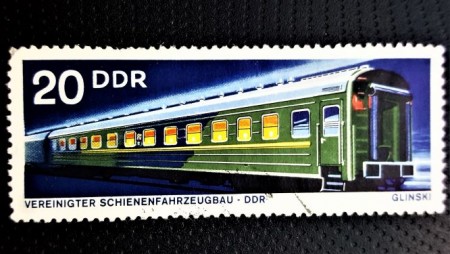 20 DDR
VEREINIGTER SCHIENENFAHRZEUGBAU · DDR GLINSKI